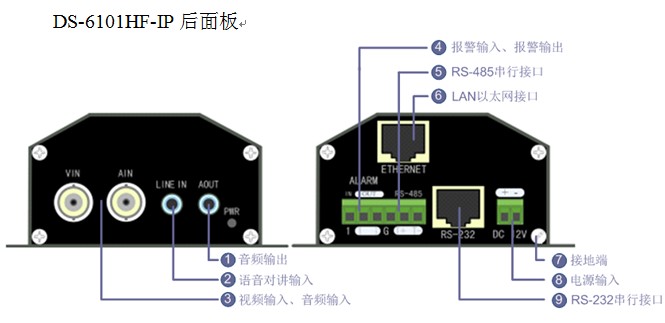 DS-6101HF-IP 后面板
④ 报警输入、报警输出
⑤ RS-485串行接口
⑥ LAN以太网接口
VIN AIN LINE IN AOUT
PWR
ETHERNET
ALARM
IN OUT RS-485
1 G
RS-232
+ -
DC 12V
① 音频输出
② 语音对讲输入
③ 视频输入、音频输入
⑦ 接地端
⑧ 电源输入
⑨ RS-232串行接口